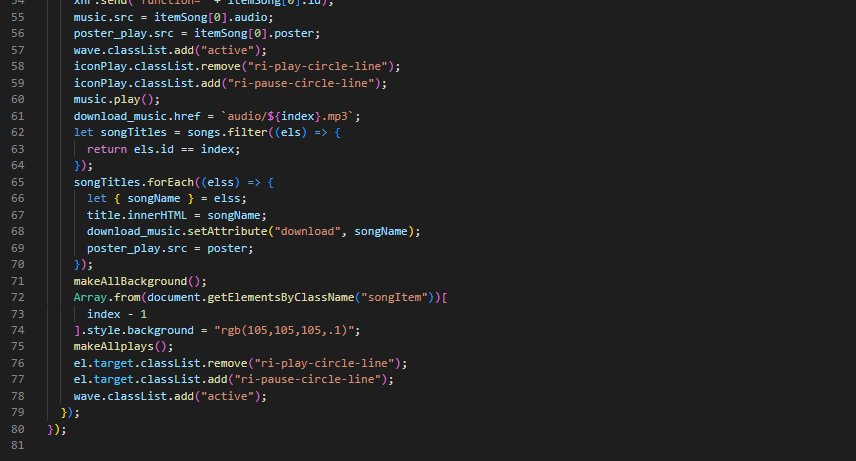 54 xhr.send("function=" + itemSong[0].id);
55 music.src = itemSong[0].audio;
56 poster_play.src = itemSong[0].poster;
57 wave.classList.add("active");
58 iconPlay.classList.remove("ri-play-circle-line");
59 iconPlay.classList.add("ri-pause-circle-line");
60 music.play();
61 download_music.href = `audio/${index}.mp3`;
62 let songTitles = songs.filter((els) => {
63 return els.id == index;
64 });
65 songTitles.forEach((elss) => {
66 let { songName } = elss;
67 title.innerHTML = songName;
68 download_music.setAttribute("download", songName);
69 poster_play.src = poster;
70 });
71 makeAllBackground();
72 Array.from(document.getElementsByClassName("songItem"))[
73 index - 1
74 ].style.background = "rgb(105,105,105,.1)";
75 makeAllplays();
76 el.target.classList.remove("ri-play-circle-line");
77 el.target.classList.add("ri-pause-circle-line");
78 wave.classList.add("active");
79 });
80 });
81